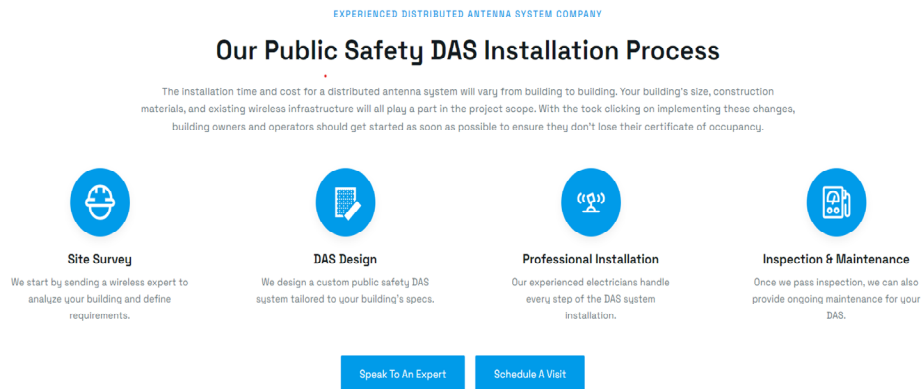 EXPERIENCED DISTRIBUTED ANTENNA SYSTEM COMPANY
Our Public Safety DAS Installation Process
The installation time and cost for a distributed antenna system will vary from building to building. Your building's size, construction
materials, and existing wireless infrastructure will all play a part in the project scope. With the tock clicking on implementing these changes,
building owners and operators should get started as soon as possible to ensure they don't lose their certificate of occupancy.
Site Survey
We start by sending a wireless expert to
analyze your building and define
requirements.
DAS Design
We design a custom public safety DAS
system tailored to your building's specs.
Professional Installation
Our experienced electricians handle
every step of the DAS system
installation.
Inspection & Maintenance
Once we pass inspection, we can also
provide ongoing maintenance for your
DAS.
Speak To An Expert
Schedule A Visit